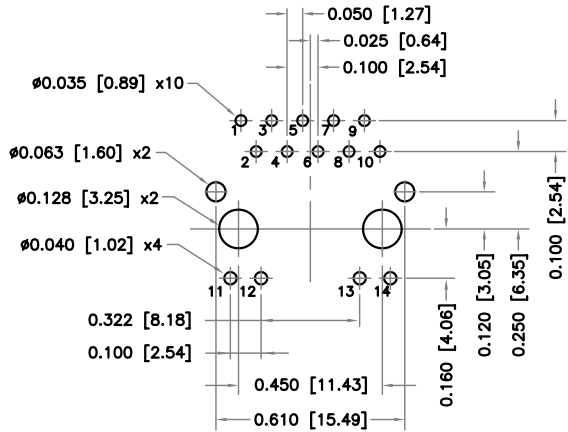 0.050 [1.27]
0.025 [0.64]
0.100 [2.54]
ø0.035 [0.89] x10
1 3 5 7 9
2 4 6 8 10
ø0.063 [1.60] x2
ø0.128 [3.25] x2
ø0.040 [1.02] x4
11 12 13 14
0.322 [8.18]
0.100 [2.54]
0.450 [11.43]
0.610 [15.49]
0.160 [4.06]
0.120 [3.05]
0.250 [6.35]
0.100 [2.54]